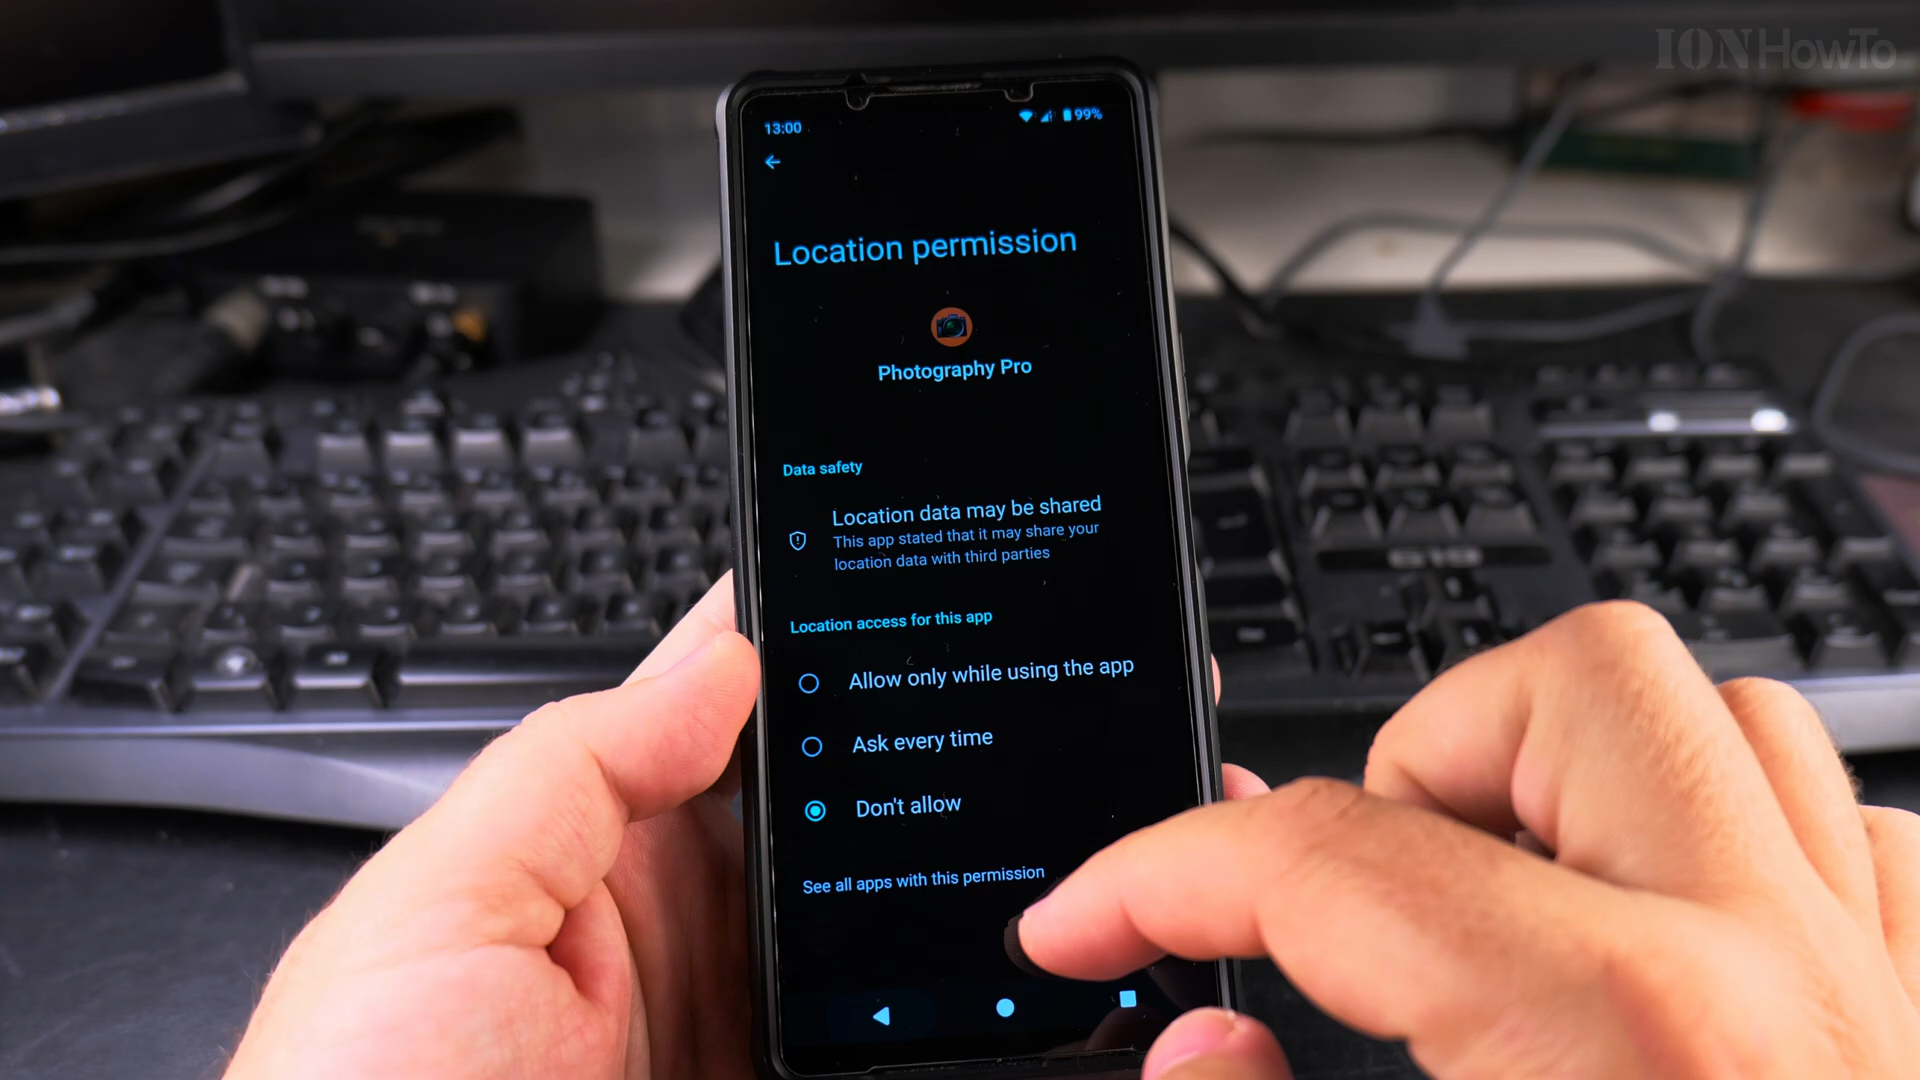 IONHowTo
13:00
99%
Location permission
Photography Pro
Data safety
Location data may be shared
This app stated that it may share your
location data with third parties
Location access for this app
Allow only while using the app
Ask every time
Don't allow
See all apps with this permission